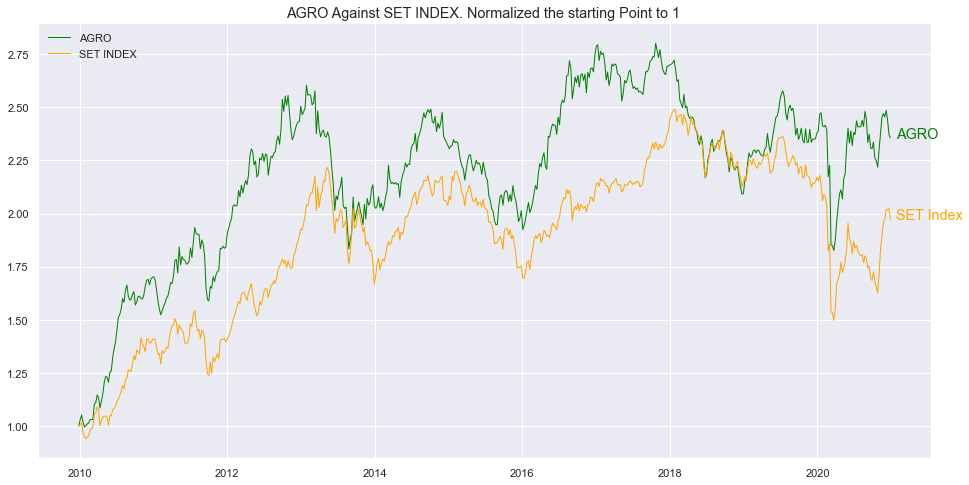 AGRO Against SET INDEX. Normalized the starting Point to 1
AGRO
SET INDEX
2.75
2.50
2.25
2.00
1.75
1.50
1.25
1.00
AGRO
SET Index
2010
2012
2014
2016
2018
2020